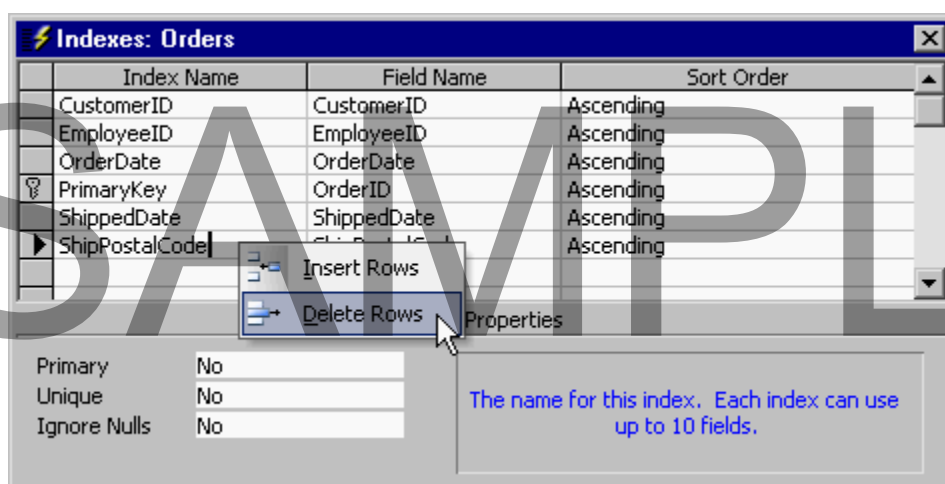 Indexes: Orders
Index Name Field Name Sort Order
CustomerID CustomerID Ascending
EmployeeID EmployeeID Ascending
OrderDate OrderDate Ascending
PrimaryKey OrderID Ascending
ShippedDate ShippedDate Ascending
ShipPostalCode Ascending
Insert Rows
Delete Rows
Properties
Primary No
Unique No
Ignore Nulls No
The name for this index. Each index can use
up to 10 fields.
SAMPL